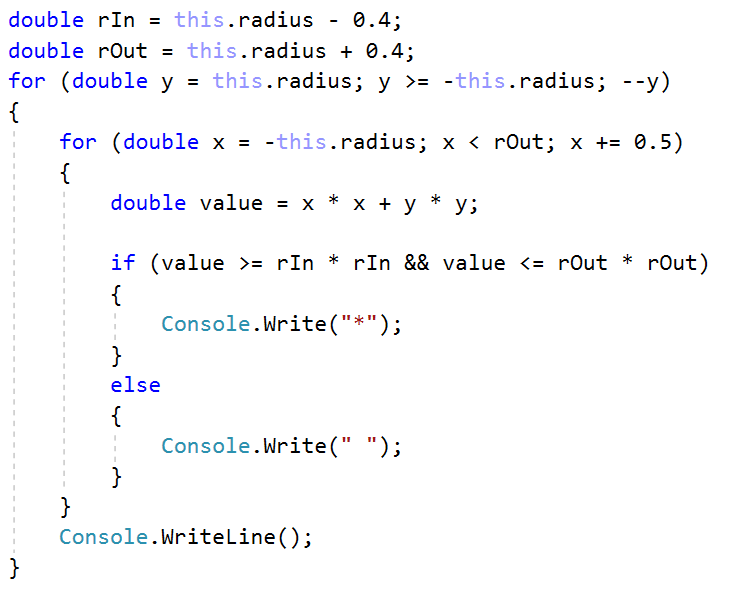 double rIn = this.radius - 0.4;
double rOut = this.radius + 0.4;
for (double y = this.radius; y >= -this.radius; --y)
{
    for (double x = -this.radius; x < rOut; x += 0.5)
    {
        double value = x * x + y * y;

        if (value >= rIn * rIn && value <= rOut * rOut)
        {
            Console.Write("*");
        }
        else
        {
            Console.Write(" ");
        }
    }
    Console.WriteLine();
}